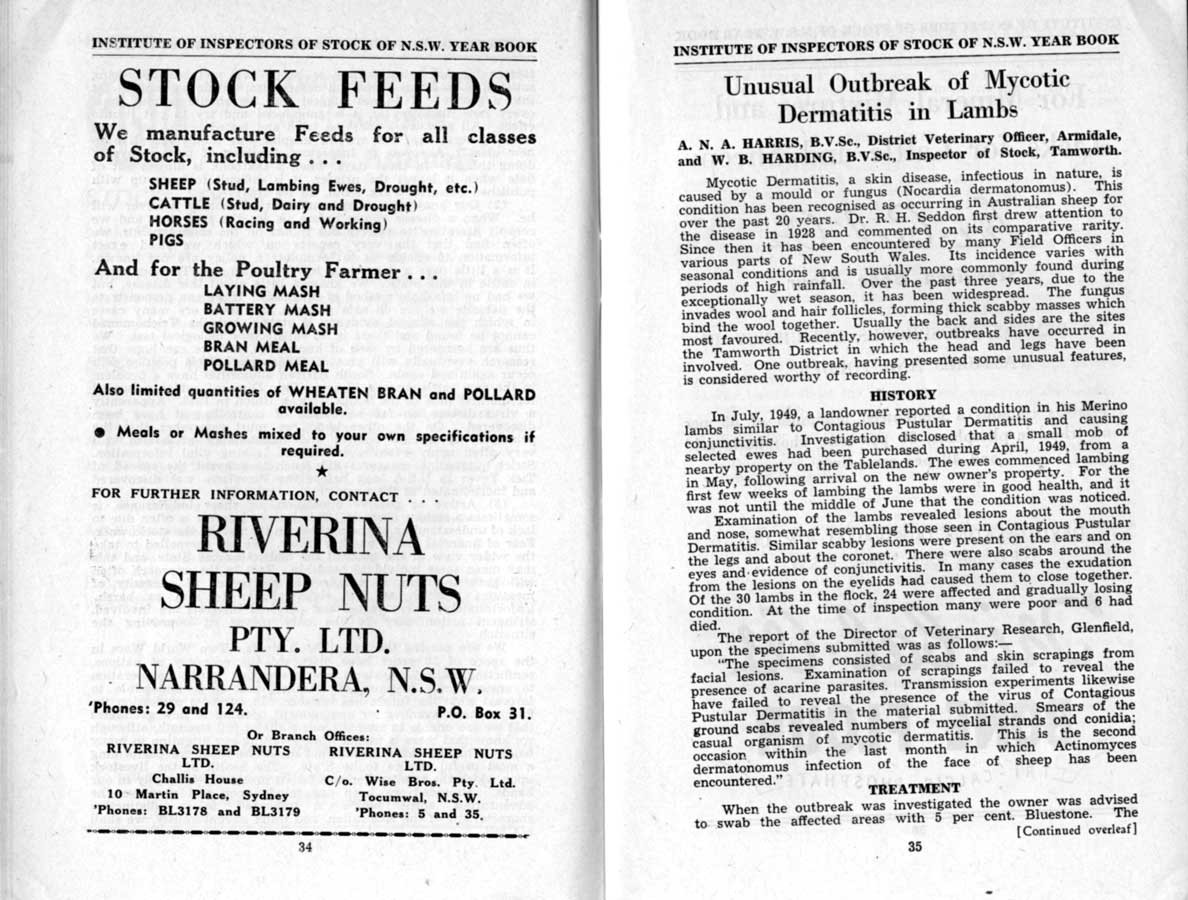 INSTITUTE OF INSPECTORS OF STOCK OF N.S.W. YEAR BOOK
STOCK FEEDS
We manufacture Feeds for all classes
of Stock, including . . .
SHEEP (Stud, Lambing Ewes, Drought, etc.)
CATTLE (Stud, Dairy and Drought)
HORSES (Racing and Working)
PIGS
And for the Poultry Farmer . . .
LAYING MASH
BATTERY MASH
GROWING MASH
BRAN MEAL
POLLARD MEAL
Also limited quantities of WHEATEN BRAN and POLLARD
available.
● Meals or Mashes mixed to your own specifications if
required.
★
FOR FURTHER INFORMATION, CONTACT . . .
RIVERINA
SHEEP NUTS
PTY. LTD.
NARRANDERA, N.S.W.
'Phones: 29 and 124. P.O. Box 31.
Or Branch Offices:
RIVERINA SHEEP NUTS RIVERINA SHEEP NUTS
LTD. LTD.
Challis House C/o. Wise Bros. Pty. Ltd.
10 Martin Place, Sydney Tocumwal, N.S.W.
'Phones: BL3178 and BL3179 'Phones: 5 and 35.
34
INSTITUTE OF INSPECTORS OF STOCK OF N.S.W. YEAR BOOK
Unusual Outbreak of Mycotic
Dermatitis in Lambs
A. N. A. HARRIS, B.V.Sc., District Veterinary Officer, Armidale,
and W. B. HARDING, B.V.Sc., Inspector of Stock, Tamworth.
Mycotic Dermatitis, a skin disease, infectious in nature, is
caused by a mould or fungus (Nocardia dermatonomus). This
condition has been recognised as occurring in Australian sheep for
over the past 20 years. Dr. R. H. Seddon first drew attention to
the disease in 1928 and commented on its comparative rarity.
Since then it has been encountered by many Field Officers in
various parts of New South Wales. Its incidence varies with
seasonal conditions and is usually more commonly found during
periods of high rainfall. Over the past three years, due to the
exceptionally wet season, it has been widespread. The fungus
invades wool and hair follicles, forming thick scabby masses which
bind the wool together. Usually the back and sides are the sites
most favoured. Recently, however, outbreaks have occurred in
the Tamworth District in which the head and legs have been
involved. One outbreak, having presented some unusual features,
is considered worthy of recording.
HISTORY
In July, 1949, a landowner reported a condition in his Merino
lambs similar to Contagious Pustular Dermatitis and causing
conjunctivitis. Investigation disclosed that a small mob of
selected ewes had been purchased during April, 1949, from a
nearby property on the Tablelands. The ewes commenced lambing
in May, following arrival on the new owner's property. For the
first few weeks of lambing the lambs were in good health, and it
was not until the middle of June that the condition was noticed.
Examination of the lambs revealed lesions about the mouth
and nose, somewhat resembling those seen in Contagious Pustular
Dermatitis. Similar scabby lesions were present on the ears and on
the legs and about the coronet. There were also scabs around the
eyes and evidence of conjunctivitis. In many cases the exudation
from the lesions on the eyelids had caused them to close together.
Of the 30 lambs in the flock, 24 were affected and gradually losing
condition. At the time of inspection many were poor and 6 had
died.
The report of the Director of Veterinary Research, Glenfield,
upon the specimens submitted was as follows:—
"The specimens consisted of scabs and skin scrapings from
facial lesions. Examination of scrapings failed to reveal the
presence of acarine parasites. Transmission experiments likewise
have failed to reveal the presence of the virus of Contagious
Pustular Dermatitis in the material submitted. Smears of the
ground scabs revealed numbers of mycelial strands ond conidia;
casual organism of mycotic dermatitis. This is the second
occasion within the last month in which Actinomyces
dermatonomus infection of the face of sheep has been
encountered."
TREATMENT
When the outbreak was investigated the owner was advised
to swab the affected areas with 5 per cent. Bluestone. The
[Continued overleaf]
35